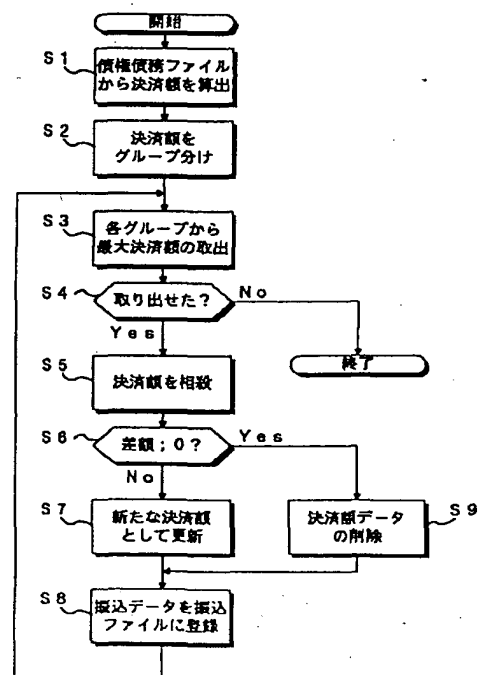 開始
S1
債権債務ファイル
から決済額を算出
S2
決済額を
グループ分け
S3
各グループから
最大決済額の取出
S4
取り出せた?
No
Yes
終了
S5
決済額を相殺
S6
差額;0?
Yes
No
S7
新たな決済額
として更新
決済額データ
の削除
S9
S8
振込データを振込
ファイルに登録